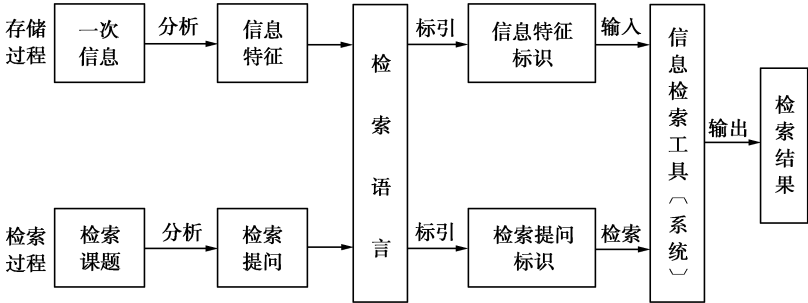 存储
过程
一次
信息
分析
信息
特征
检索语言
标引
信息特征
标识
输入
信息检索工具〔系统〕
输出
检索结果
检索
过程
检索
课题
分析
检索
提问
标引
检索提问
标识
检索